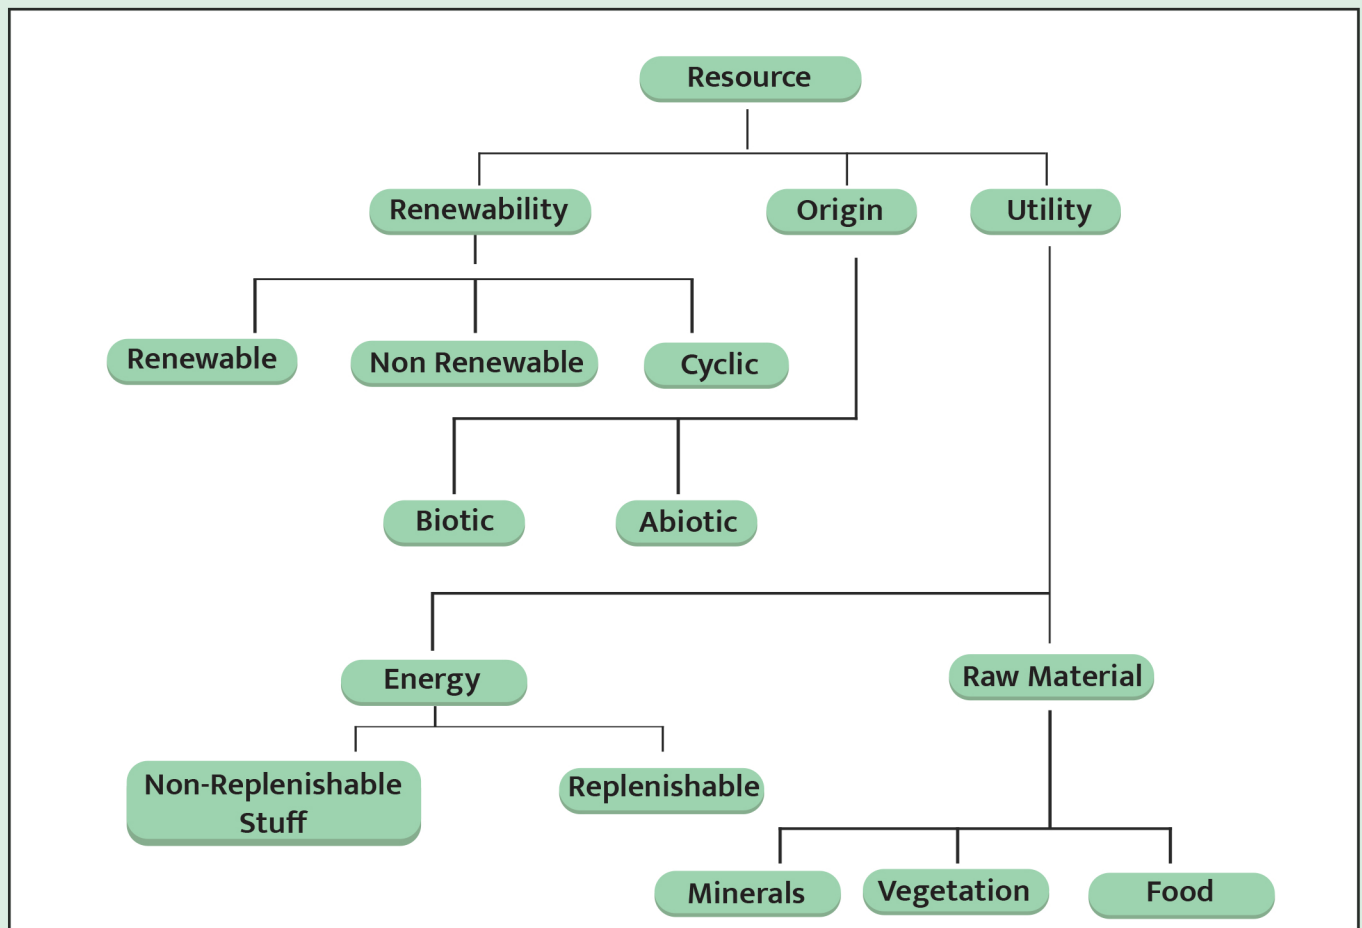 Resource
Renewability
Origin
Utility
Renewable
Non Renewable
Cyclic
Biotic
Abiotic
Energy
Raw Material
Non-Replenishable
Stuff
Replenishable
Minerals
Vegetation
Food